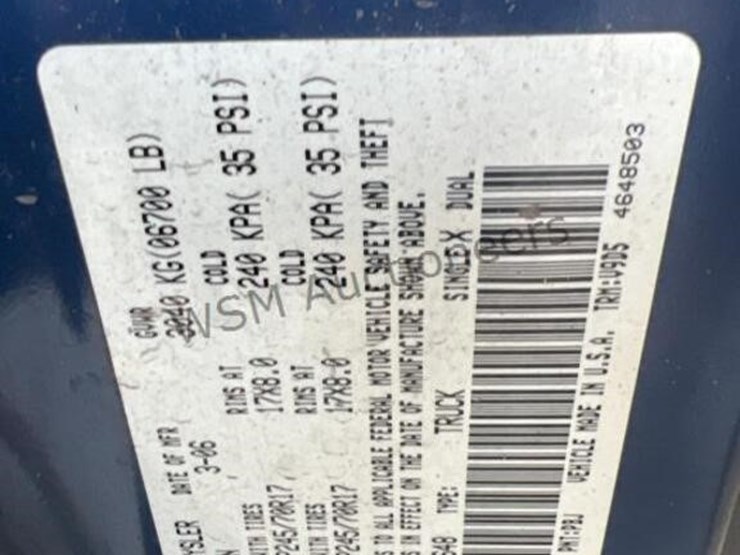 GVWR
3040 KG(06700 LB)
YSLER DATE OF MFR
3-06
COLD
240 KPA( 35 PSI)
RIMS AT
17X8.0
WITH TIRES
P245/70R17
COLD
240 KPA( 35 PSI)
RIMS AT
17X8.0
WITH TIRES
P245/70R17
S TO ALL APPLICABLE FEDERAL MOTOR VEHICLE SAFETY AND THEFT
S IN EFFECT ON THE DATE OF MANUFACTURE SHOWN ABOVE.
TYPE: TRUCK SINGLE X DUAL
PNT:PBJ VEHICLE MADE IN U.S.A. TRM:V9D5
4648503
WSM Auctioneers